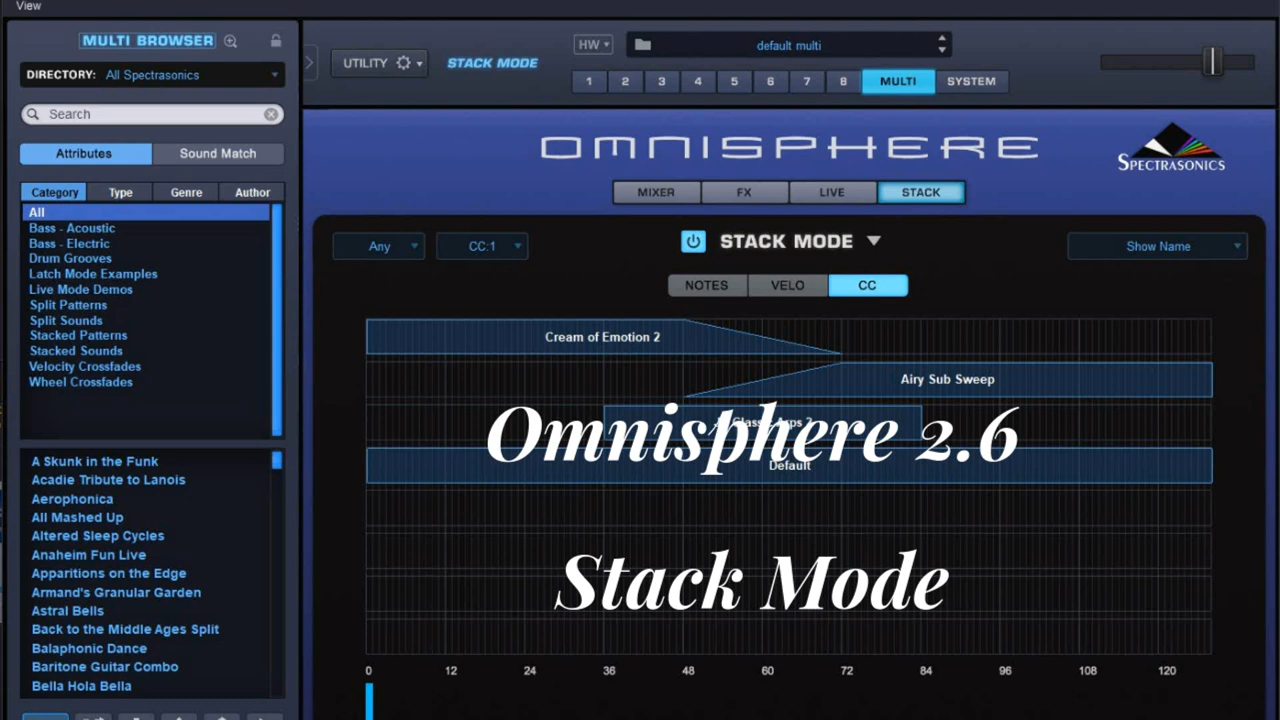 View
MULTI BROWSER
DIRECTORY: All Spectrasonics
Search
Attributes Sound Match
Category Type Genre Author
All
Bass - Acoustic
Bass - Electric
Drum Grooves
Latch Mode Examples
Live Mode Demos
Split Patterns
Split Sounds
Stacked Patterns
Stacked Sounds
Velocity Crossfades
Wheel Crossfades
A Skunk in the Funk
Acadie Tribute to Lanois
Aerophonica
All Mashed Up
Altered Sleep Cycles
Anaheim Fun Live
Apparitions on the Edge
Armand's Granular Garden
Astral Bells
Back to the Middle Ages Split
Balaphonic Dance
Baritone Guitar Combo
Bella Hola Bella
UTILITY STACK MODE
HW default multi
1 2 3 4 5 6 7 8 MULTI SYSTEM
OMNISPHERE
SPECTRASONICS
MIXER FX LIVE STACK
Any CC:1 STACK MODE Show Name
NOTES VELO CC
Cream of Emotion 2
Airy Sub Sweep
Omnisphere 2.6
Default
Stack Mode
0 12 24 36 48 60 72 84 96 108 120